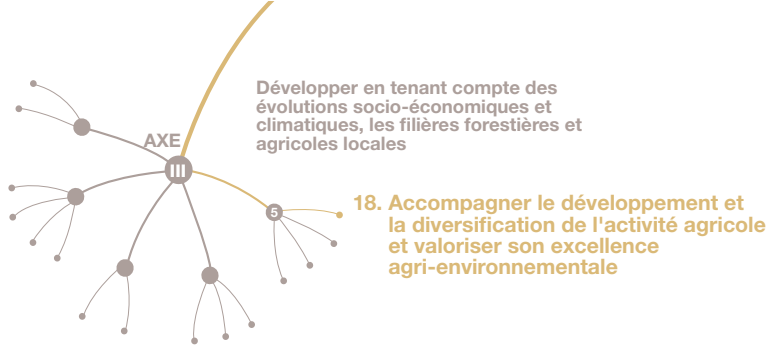 Développer en tenant compte des
évolutions socio-économiques et
climatiques, les filières forestières et
agricoles locales
AXE
III
5
18. Accompagner le développement et
la diversification de l'activité agricole
et valoriser son excellence
agri-environnementale